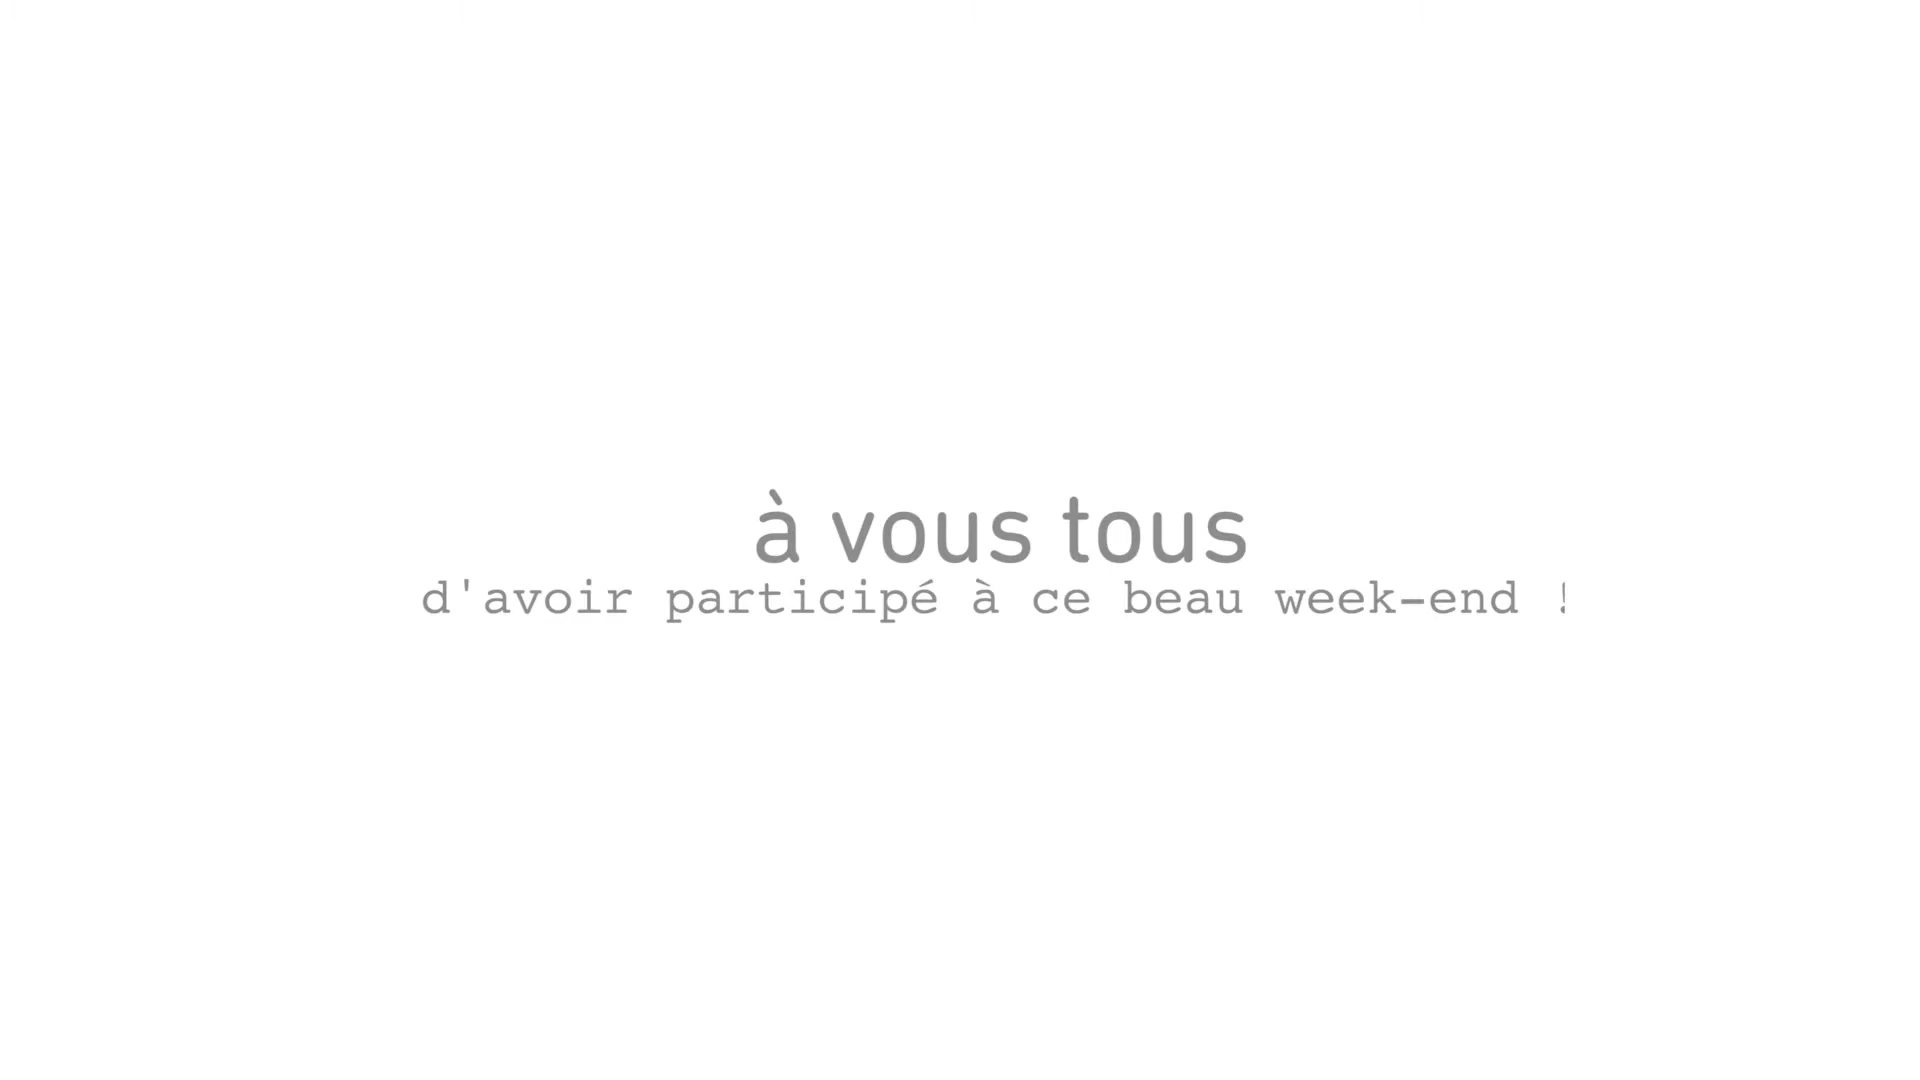 à vous tous
d'avoir participé à ce beau week-end !